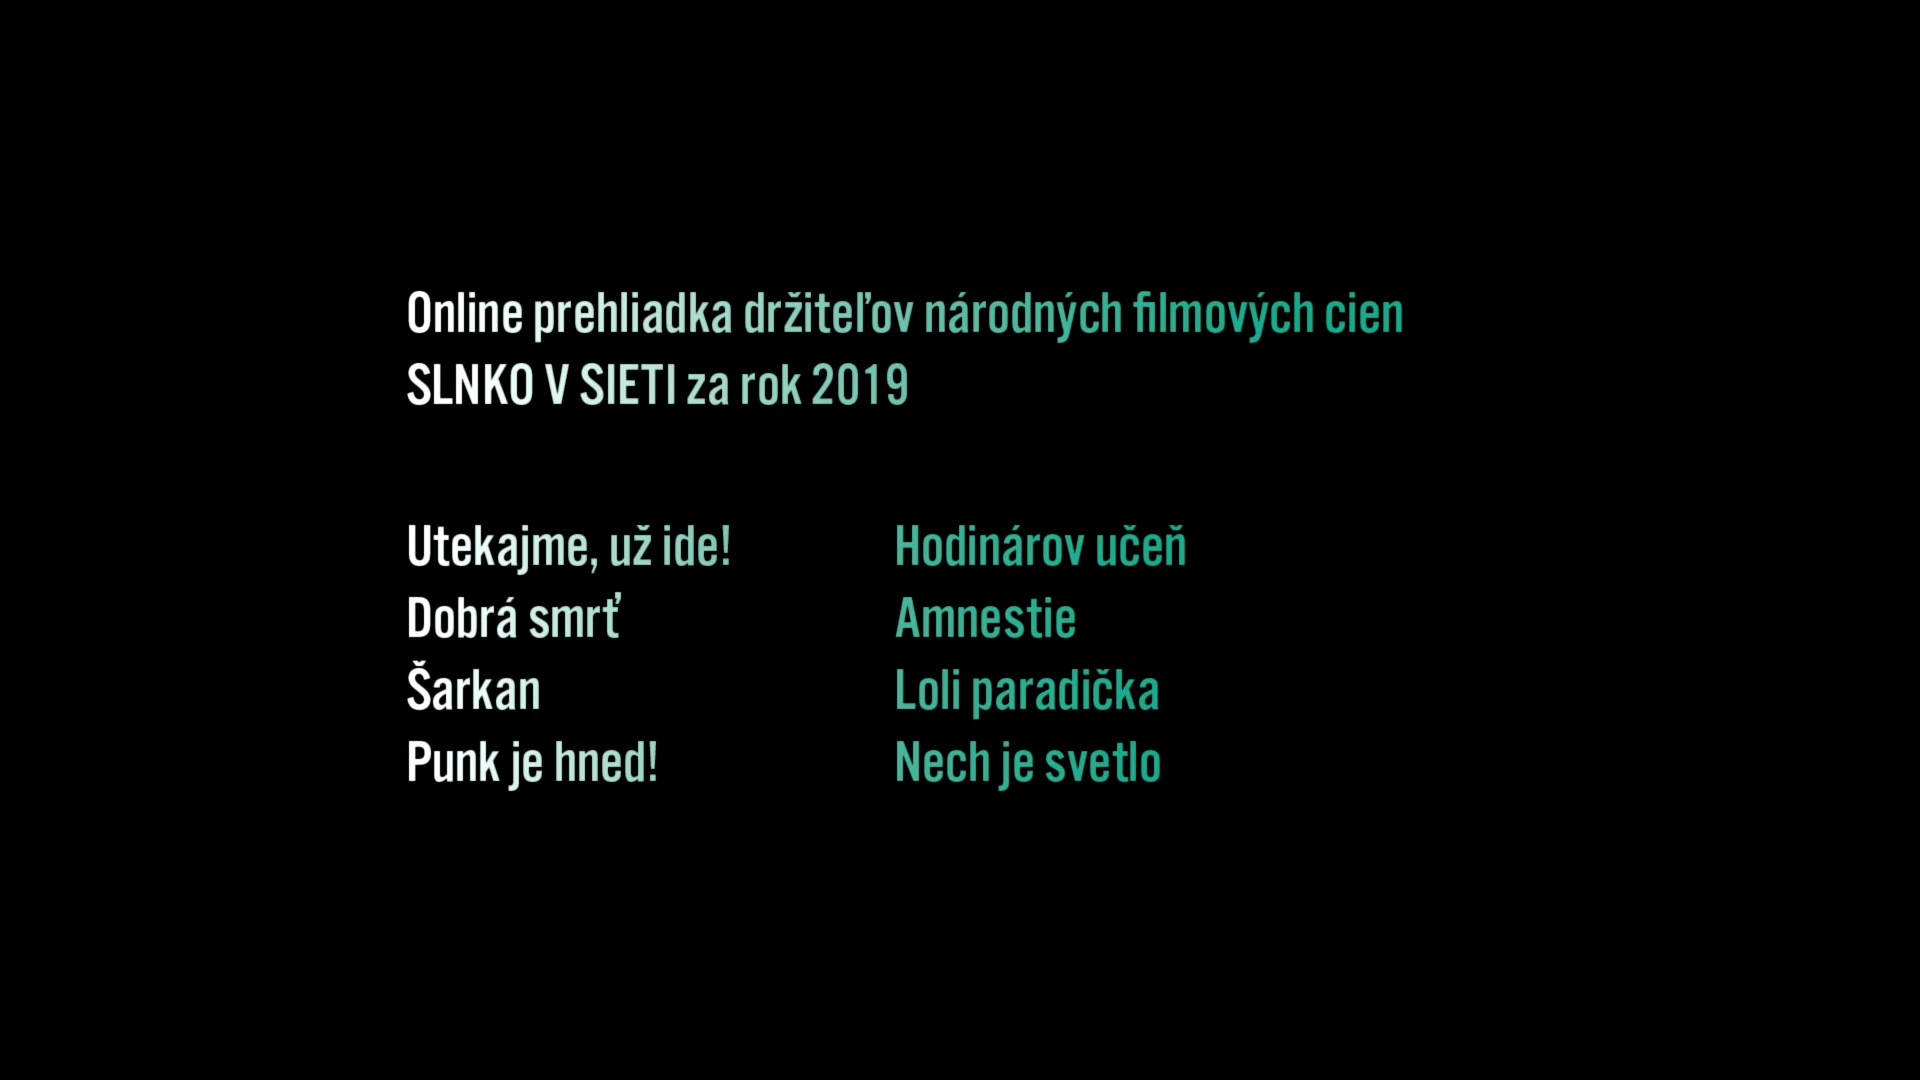 Online prehliadka držiteľov národných filmových cien
SLNKO V SIETI za rok 2019
Utekajme, už ide!
Dobrá smrť
Šarkan
Punk je hneď!
Hodinárov učeň
Amnestie
Loli paradička
Nech je svetlo